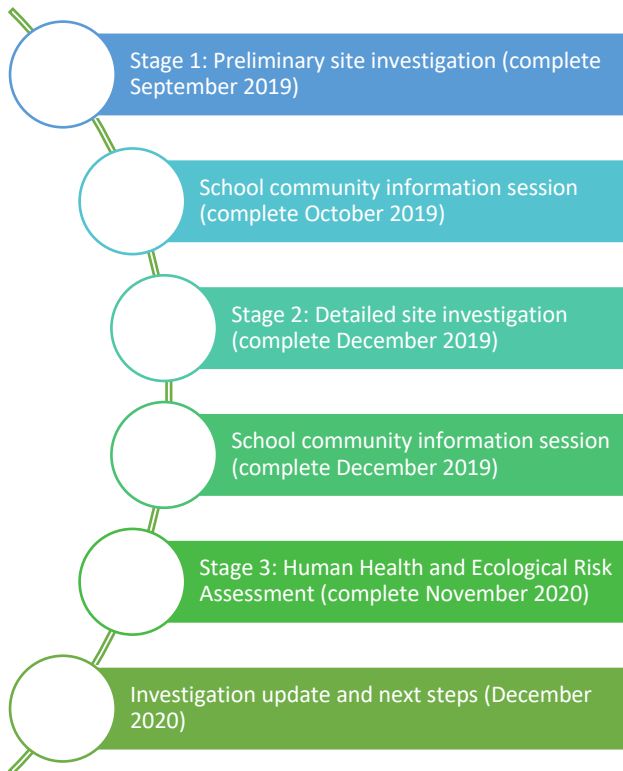 Stage 1: Preliminary site investigation (complete
September 2019)
School community information session
(complete October 2019)
Stage 2: Detailed site investigation
(complete December 2019)
School community information session
(complete December 2019)
Stage 3: Human Health and Ecological Risk
Assessment (complete November 2020)
Investigation update and next steps (December
2020)